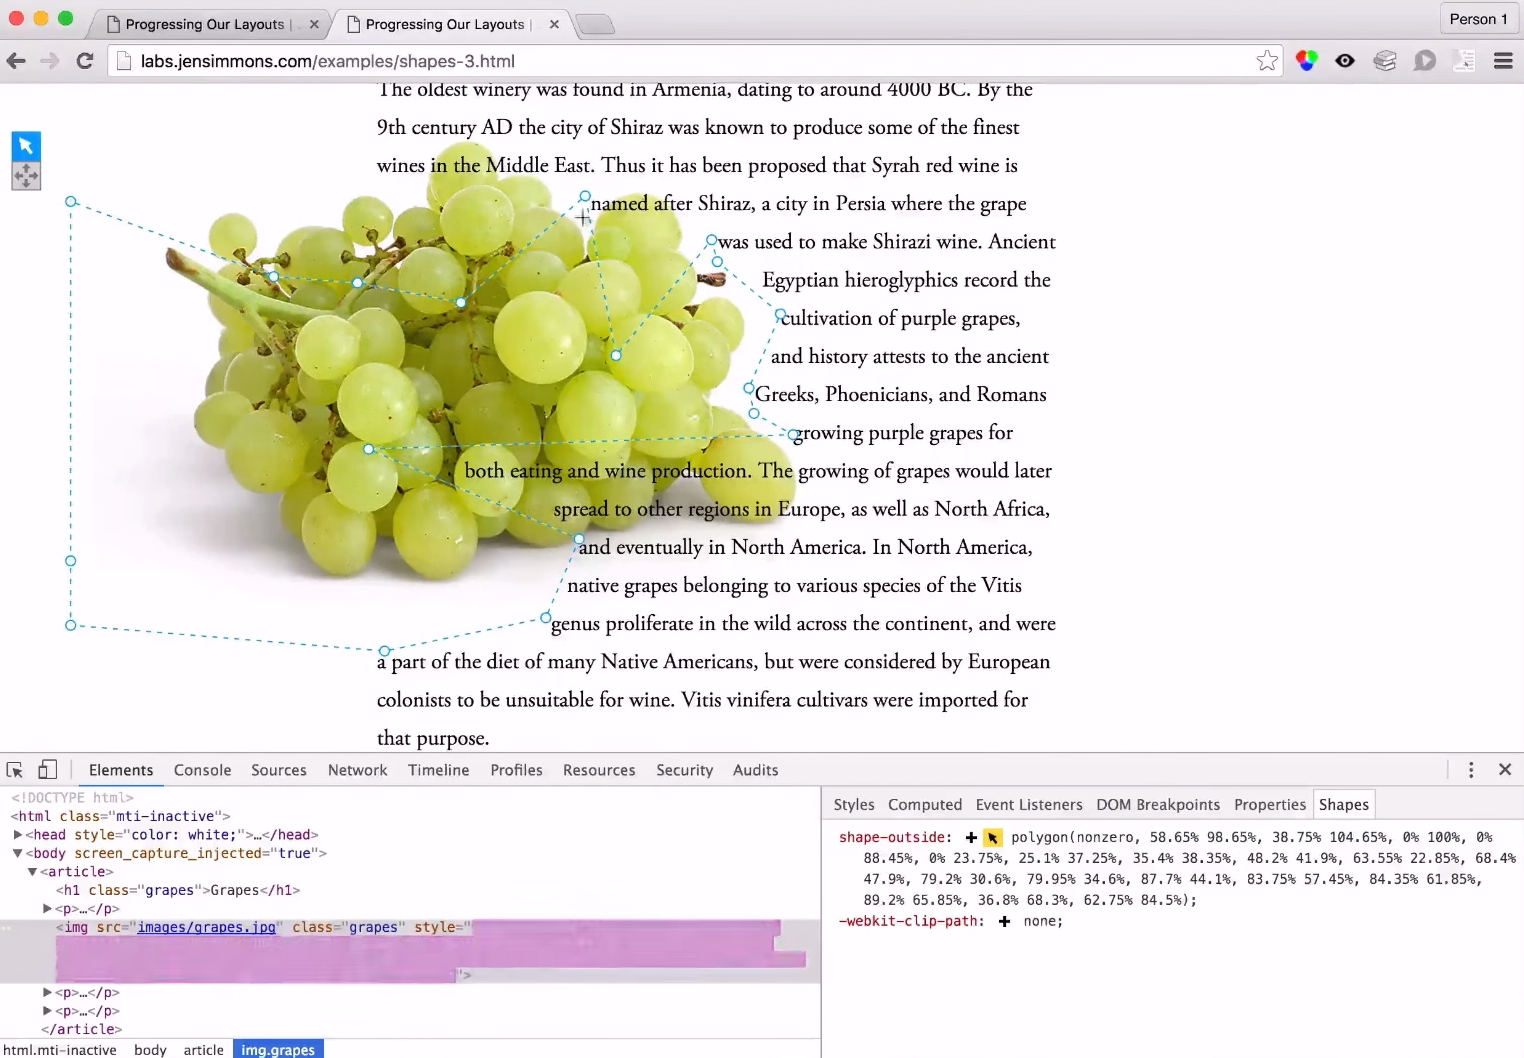 Progressing Our Layouts |
Progressing Our Layouts |
Person 1
labs.jensimmons.com/examples/shapes-3.html
The oldest winery was found in Armenia, dating to around 4000 BC. By the
9th century AD the city of Shiraz was known to produce some of the finest
wines in the Middle East. Thus it has been proposed that Syrah red wine is
named after Shiraz, a city in Persia where the grape
was used to make Shirazi wine. Ancient
Egyptian hieroglyphics record the
cultivation of purple grapes,
and history attests to the ancient
Greeks, Phoenicians, and Romans
growing purple grapes for
both eating and wine production. The growing of grapes would later
spread to other regions in Europe, as well as North Africa,
and eventually in North America. In North America,
native grapes belonging to various species of the Vitis
genus proliferate in the wild across the continent, and were
a part of the diet of many Native Americans, but were considered by European
colonists to be unsuitable for wine. Vitis vinifera cultivars were imported for
that purpose.
Elements Console Sources Network Timeline Profiles Resources Security Audits
<!DOCTYPE html>
<html class="mti-inactive">
<head style="color: white;">…</head>
<body screen_capture_injected="true">
<article>
<h1 class="grapes">Grapes</h1>
<p>…</p>
<img src="images/grapes.jpg" class="grapes" style="
">
<p>…</p>
<p>…</p>
</article>
html.mti-inactive body article img.grapes
Styles Computed Event Listeners DOM Breakpoints Properties Shapes
shape-outside: polygon(nonzero, 58.65% 98.65%, 38.75% 104.65%, 0% 100%, 0%
88.45%, 0% 23.75%, 25.1% 37.25%, 35.4% 38.35%, 48.2% 41.9%, 63.55% 22.85%, 68.4%
47.9%, 79.2% 30.6%, 79.95% 34.6%, 87.7% 44.1%, 83.75% 57.45%, 84.35% 61.85%,
89.2% 65.85%, 36.8% 68.3%, 62.75% 84.5%);
-webkit-clip-path: none;